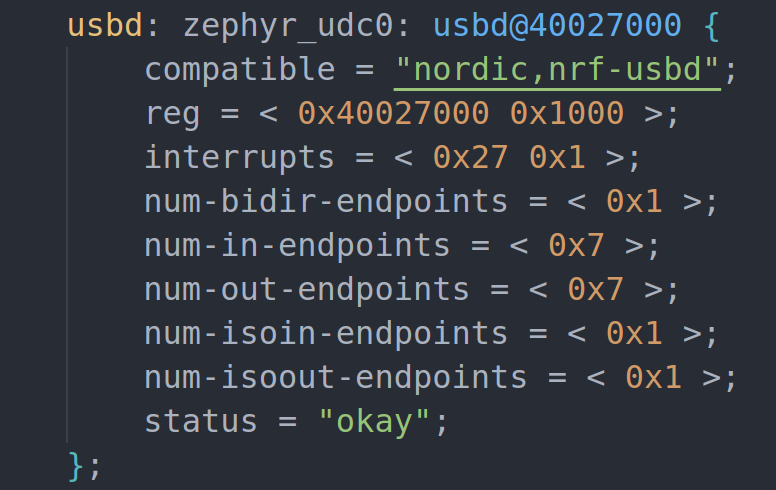 usbd: zephyr_udc0: usbd@40027000 {
compatible = "nordic,nrf-usbd";
reg = < 0x40027000 0x1000 >;
interrupts = < 0x27 0x1 >;
num-bidir-endpoints = < 0x1 >;
num-in-endpoints = < 0x7 >;
num-out-endpoints = < 0x7 >;
num-isoin-endpoints = < 0x1 >;
num-isoout-endpoints = < 0x1 >;
status = "okay";
};